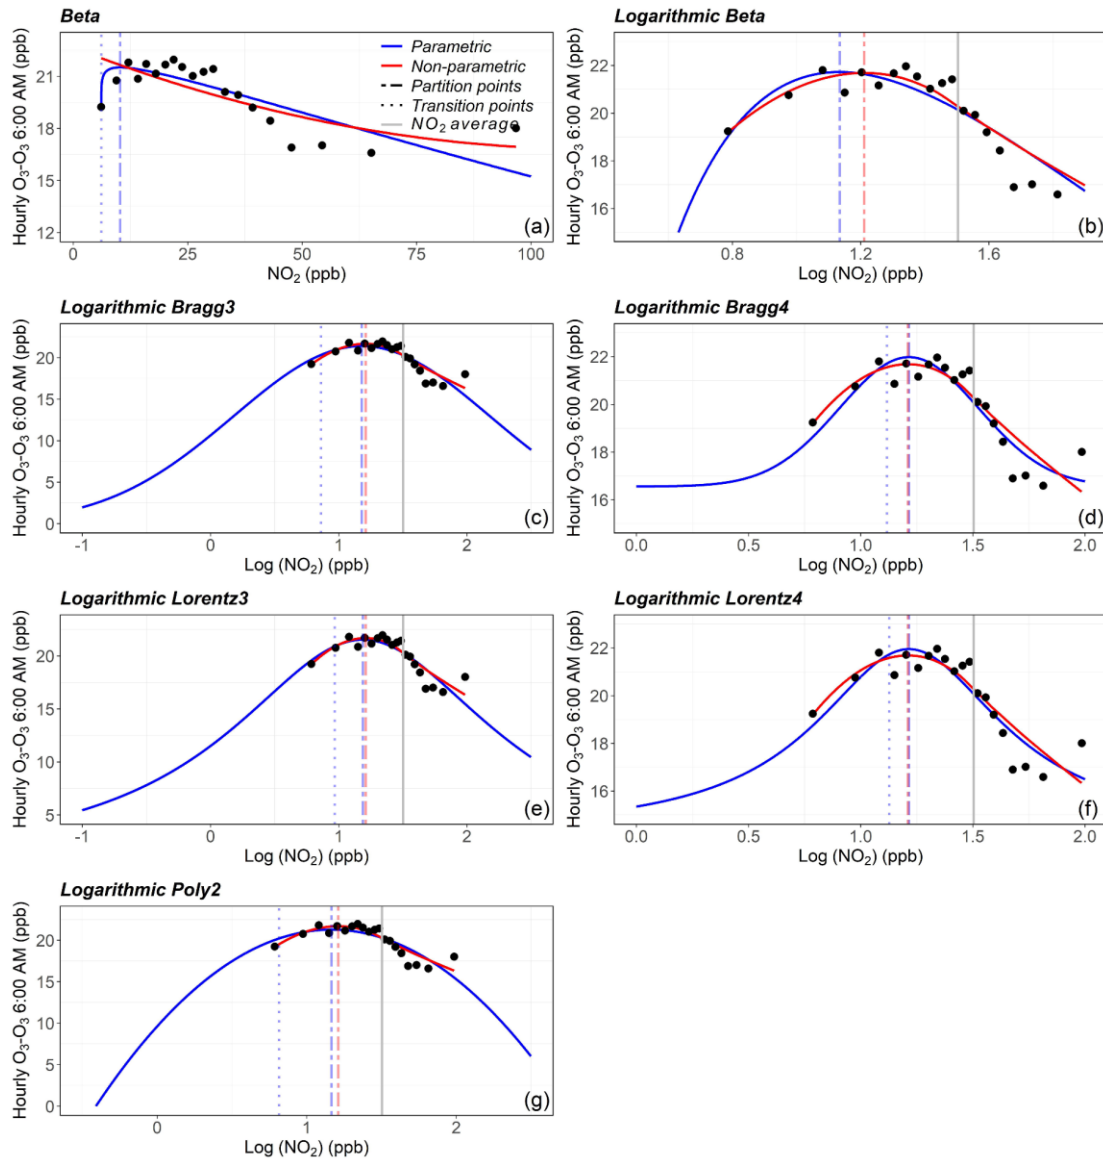 Beta
Hourly O₃-O₃ 6:00 AM (ppb)
24
21
18
15
12
Parametric
Non-parametric
Partition points
Transition points
NO₂ average
(a)
0
25
50
75
100
NO₂ (ppb)
Logarithmic Beta
Hourly O₃-O₃ 6:00 AM (ppb)
22
20
18
16
(b)
0.8
1.2
1.6
Log (NO₂) (ppb)
Logarithmic Bragg3
Hourly O₃-O₃ 6:00 AM (ppb)
20
15
10
5
0
(c)
-1
0
1
2
Log (NO₂) (ppb)
Logarithmic Bragg4
Hourly O₃-O₃ 6:00 AM (ppb)
22
20
18
16
(d)
0.0
0.5
1.0
1.5
2.0
Log (NO₂) (ppb)
Logarithmic Lorentz3
Hourly O₃-O₃ 6:00 AM (ppb)
20
15
10
5
(e)
-1
0
1
2
Log (NO₂) (ppb)
Logarithmic Lorentz4
Hourly O₃-O₃ 6:00 AM (ppb)
22
20
18
16
(f)
0.0
0.5
1.0
1.5
2.0
Log (NO₂) (ppb)
Logarithmic Poly2
Hourly O₃-O₃ 6:00 AM (ppb)
25
20
15
10
5
0
(g)
0
1
2
Log (NO₂) (ppb)